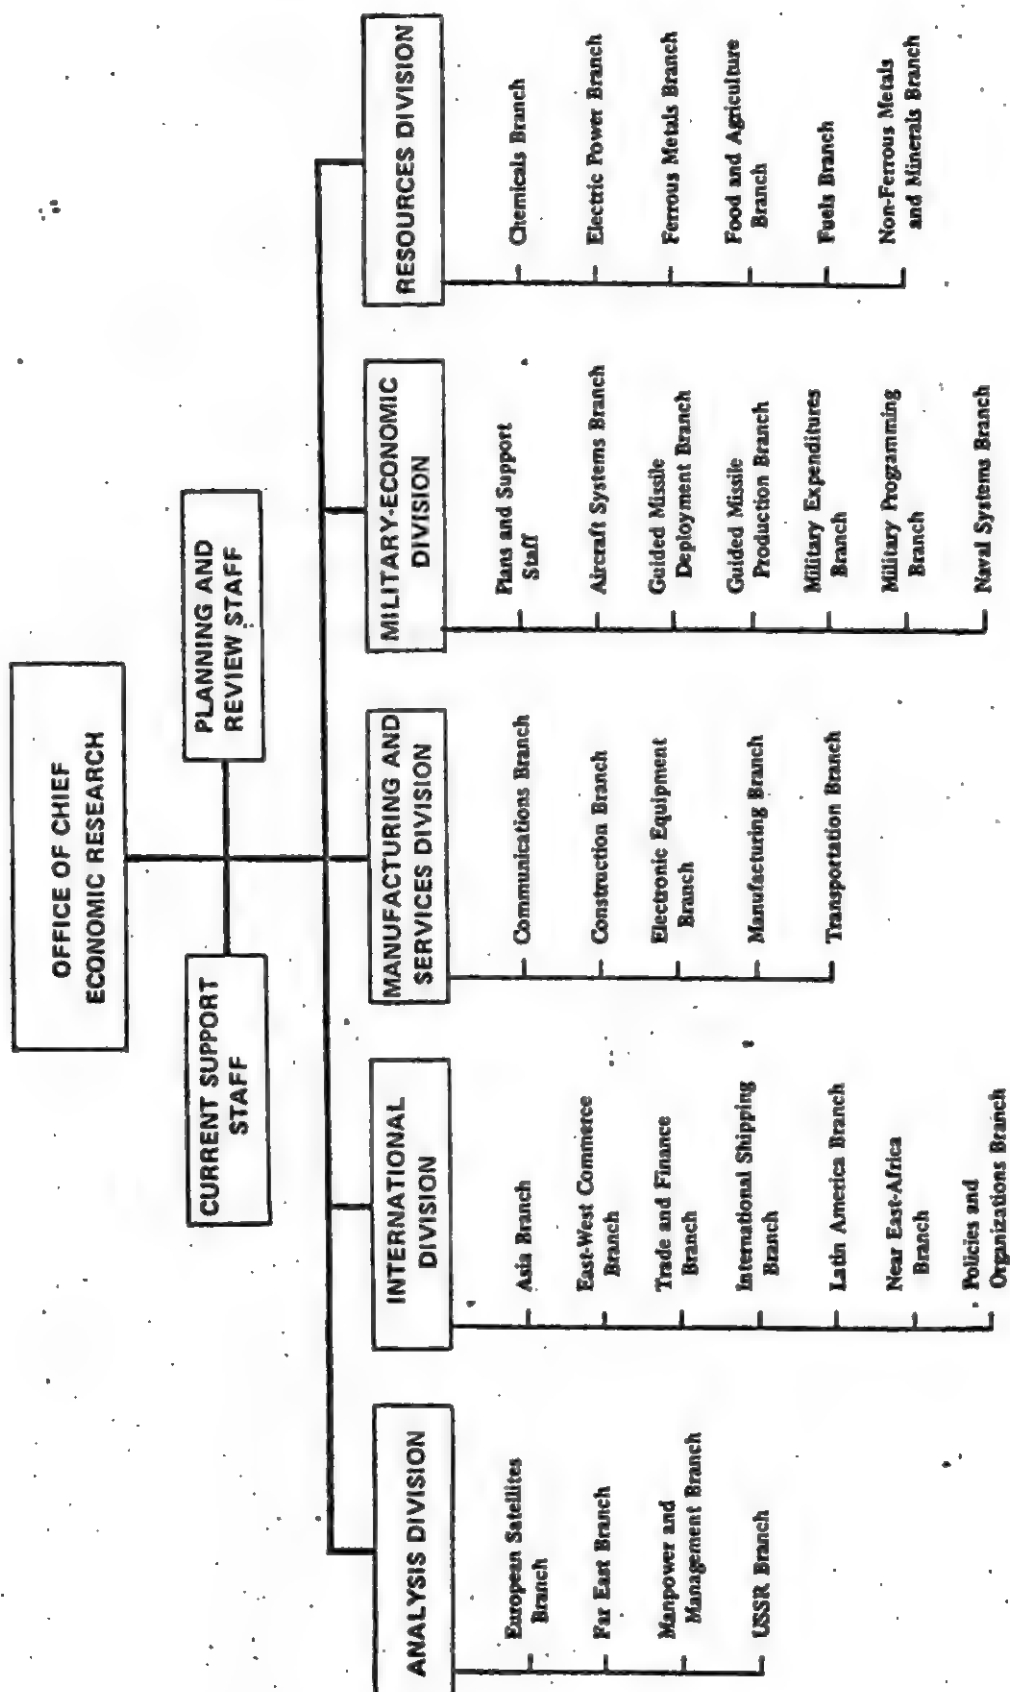 OFFICE OF CHIEF
ECONOMIC RESEARCH
CURRENT SUPPORT
STAFF
PLANNING AND
REVIEW STAFF
ANALYSIS DIVISION
European Satellites
Branch
Far East Branch
Manpower and
Management Branch
USSR Branch
INTERNATIONAL
DIVISION
Asia Branch
East-West Commerce
Branch
Trade and Finance
Branch
International Shipping
Branch
Latin America Branch
Near East-Africa
Branch
Policies and
Organizations Branch
MANUFACTURING AND
SERVICES DIVISION
Communications Branch
Construction Branch
Electronic Equipment
Branch
Manufacturing Branch
Transportation Branch
MILITARY-ECONOMIC
DIVISION
Plans and Support
Staff
Aircraft Systems Branch
Guided Missile
Deployment Branch
Guided Missile
Production Branch
Military Expenditures
Branch
Military Programming
Branch
Naval Systems Branch
RESOURCES DIVISION
Chemicals Branch
Electric Power Branch
Ferrous Metals Branch
Food and Agriculture
Branch
Fuels Branch
Non-Ferrous Metals
and Minerals Branch